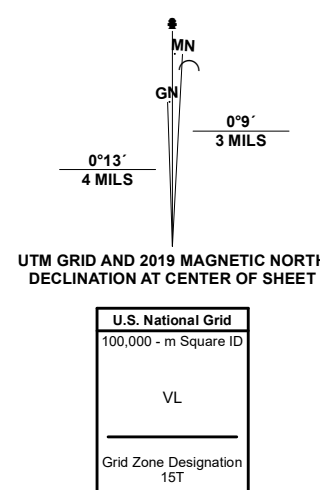 MN
GN
0°9´
3 MILS
0°13´
4 MILS
UTM GRID AND 2019 MAGNETIC NORTH
DECLINATION AT CENTER OF SHEET
U.S. National Grid
100,000 - m Square ID
VL
Grid Zone Designation
15T